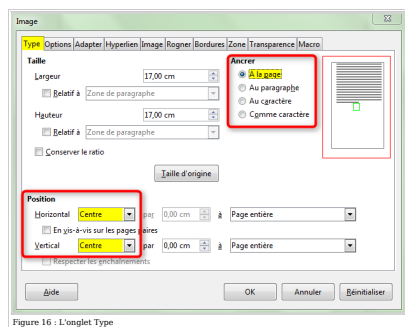 Image
Type Options Adapter Hyperlien Image Rogner Bordures Zone Transparence Macro
Taille
Largeur 17,00 cm
Relatif à Zone de paragraphe
Hauteur 17,00 cm
Relatif à Zone de paragraphe
Conserver le ratio
Taille d'origine
Ancrer
À la page
Au paragraphe
Au caractère
Comme caractère
Position
Horizontal Centre par 0,00 cm à Page entière
En vis-à-vis sur les pages paires
Vertical Centre par 0,00 cm à Page entière
Respecter les enchaînements
Aide OK Annuler Réinitialiser
Figure 16 : L'onglet Type